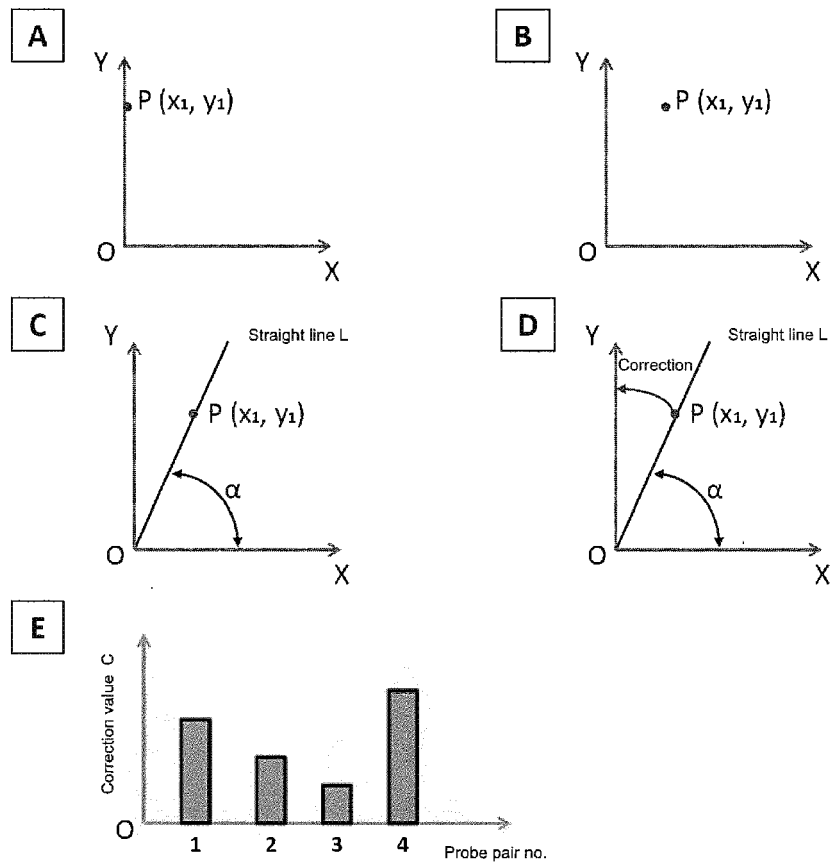 A
Y
P (x₁, y₁)
O
X
B
Y
P (x₁, y₁)
O
X
C
Y
Straight line L
P (x₁, y₁)
α
O
X
D
Y
Straight line L
Correction
P (x₁, y₁)
α
O
X
E
Correction value C
O
1 2 3 4
Probe pair no.